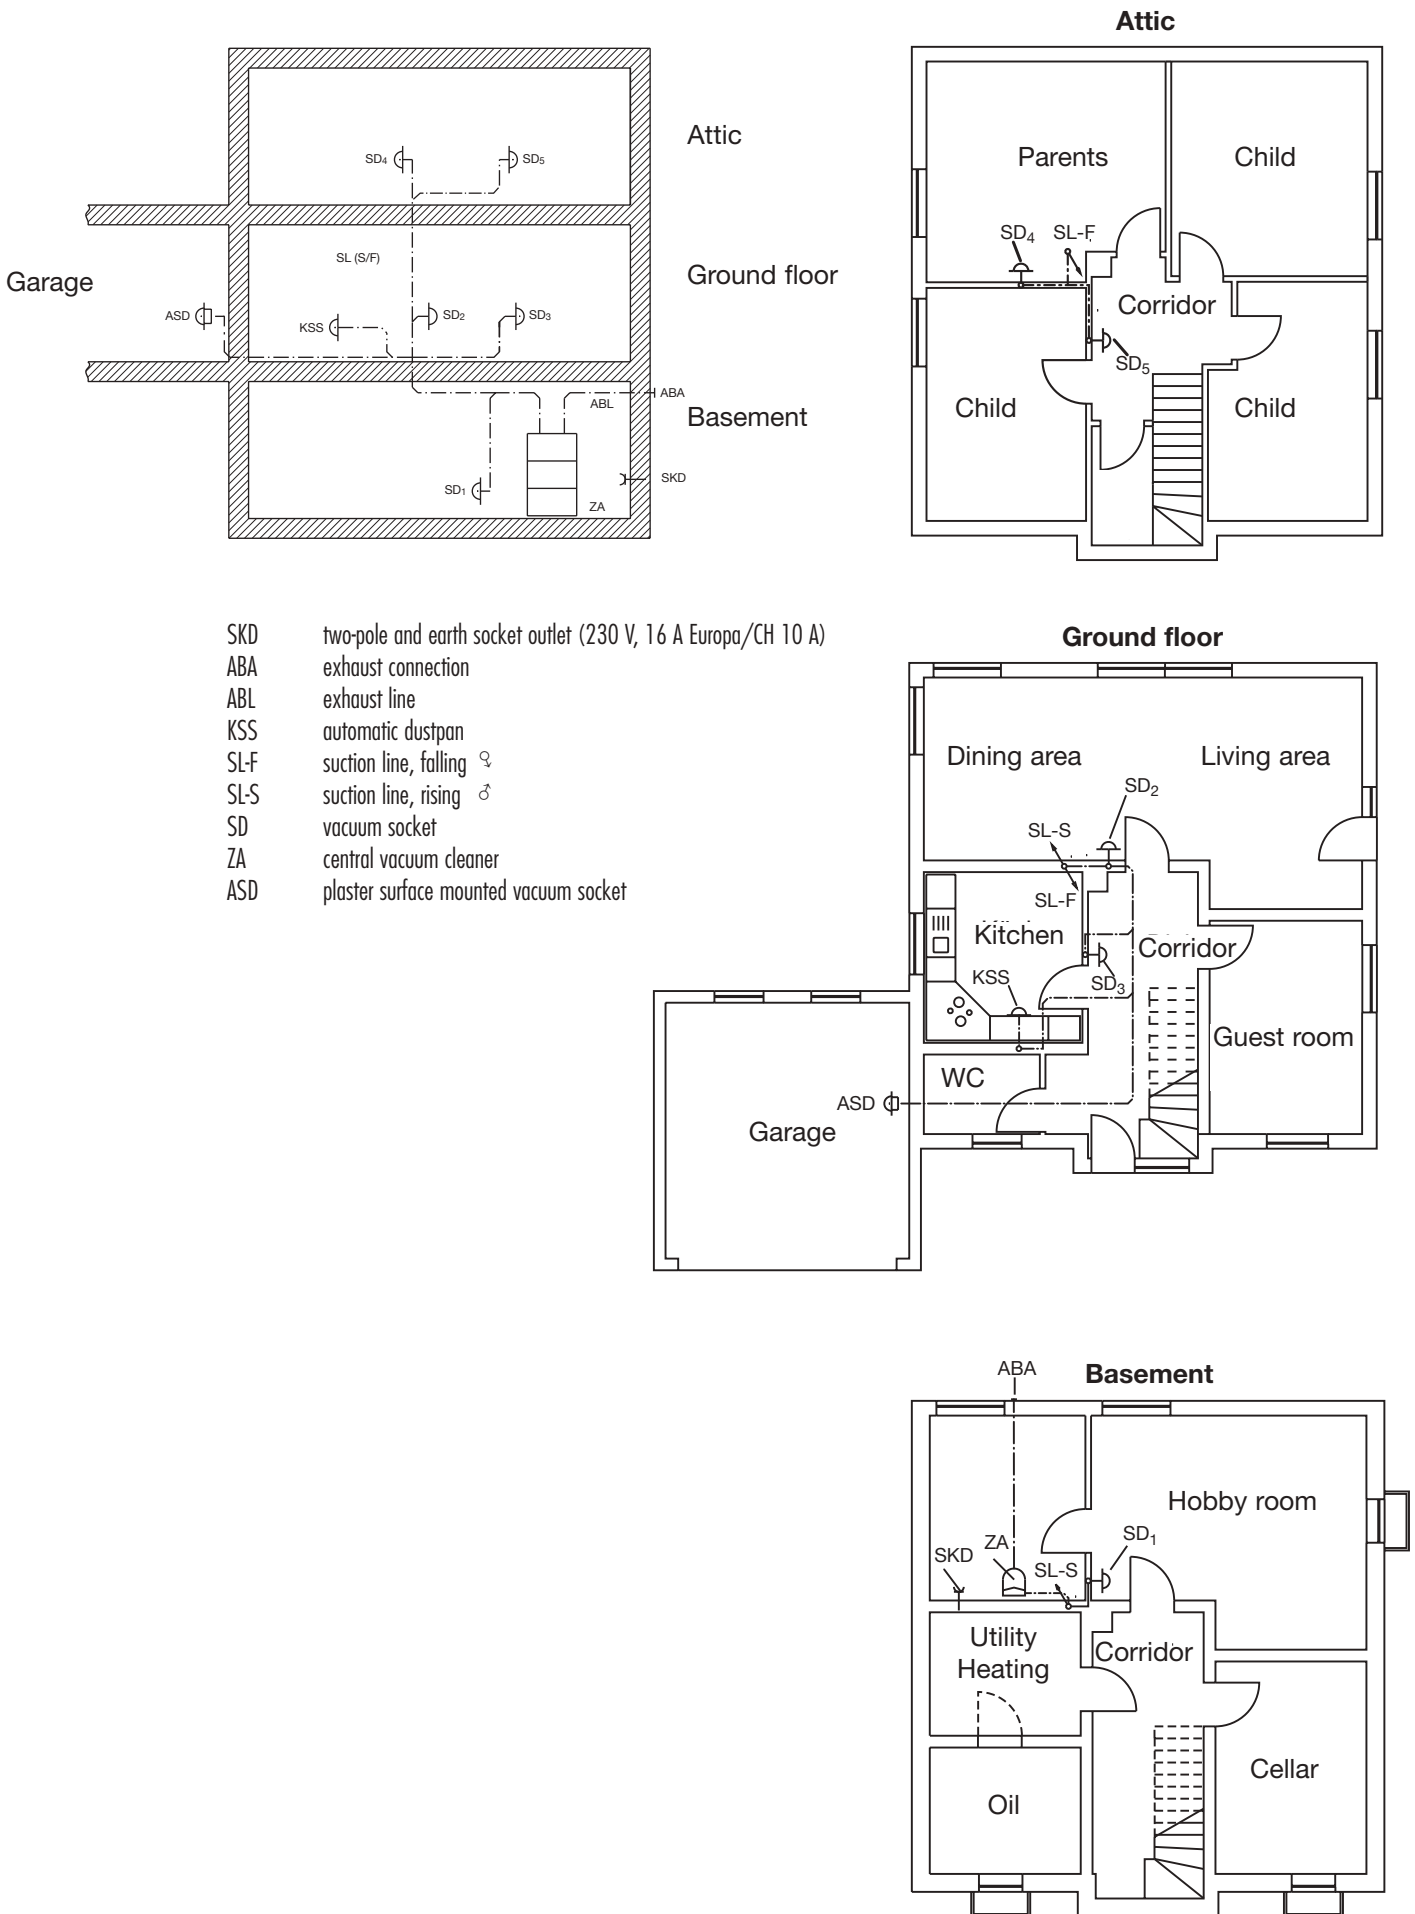 Attic
SD4
SD5
Attic
SL (S/F)
Ground floor
Garage
ASD
KSS
SD2
SD3
ABA
ABL
Basement
SD1
SKD
ZA
Parents
Child
SD4
SL-F
Corridor
SD5
Child
Child
SKD two-pole and earth socket outlet (230 V, 16 A Europa/CH 10 A)
ABA exhaust connection
ABL exhaust line
KSS automatic dustpan
SL-F suction line, falling
SL-S suction line, rising
SD vacuum socket
ZA central vacuum cleaner
ASD plaster surface mounted vacuum socket
Ground floor
Dining area
Living area
SD2
SL-S
SL-F
Kitchen
Corridor
KSS
SD3
Guest room
WC
ASD
Garage
ABA
Basement
Hobby room
SD1
ZA
SKD
SL-S
Utility
Heating
Corridor
Cellar
Oil